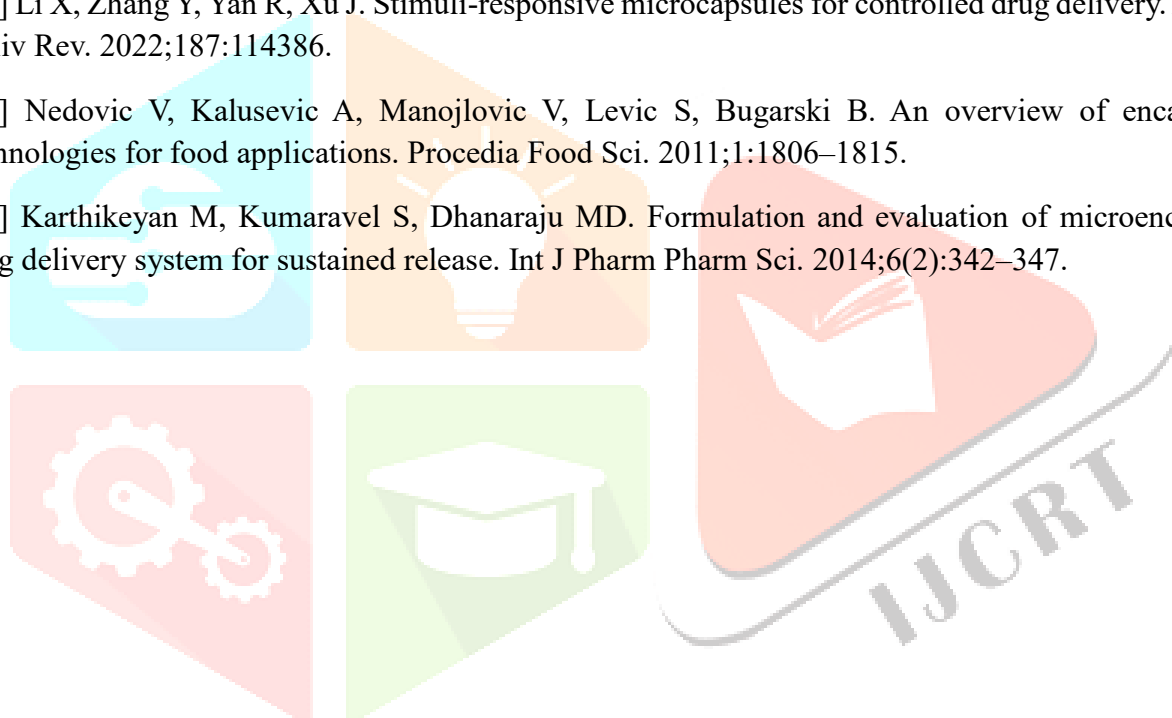 ] Li X, Zhang Y, Yan R, Xu J. Stimuli-responsive microcapsules for controlled drug delivery.
iv Rev. 2022;187:114386.
] Nedovic V, Kalusevic A, Manojlovic V, Levic S, Bugarski B. An overview of enca
hnologies for food applications. Procedia Food Sci. 2011;1:1806–1815.
] Karthikeyan M, Kumaravel S, Dhanaraju MD. Formulation and evaluation of microenc
g delivery system for sustained release. Int J Pharm Pharm Sci. 2014;6(2):342–347.
IJCRT